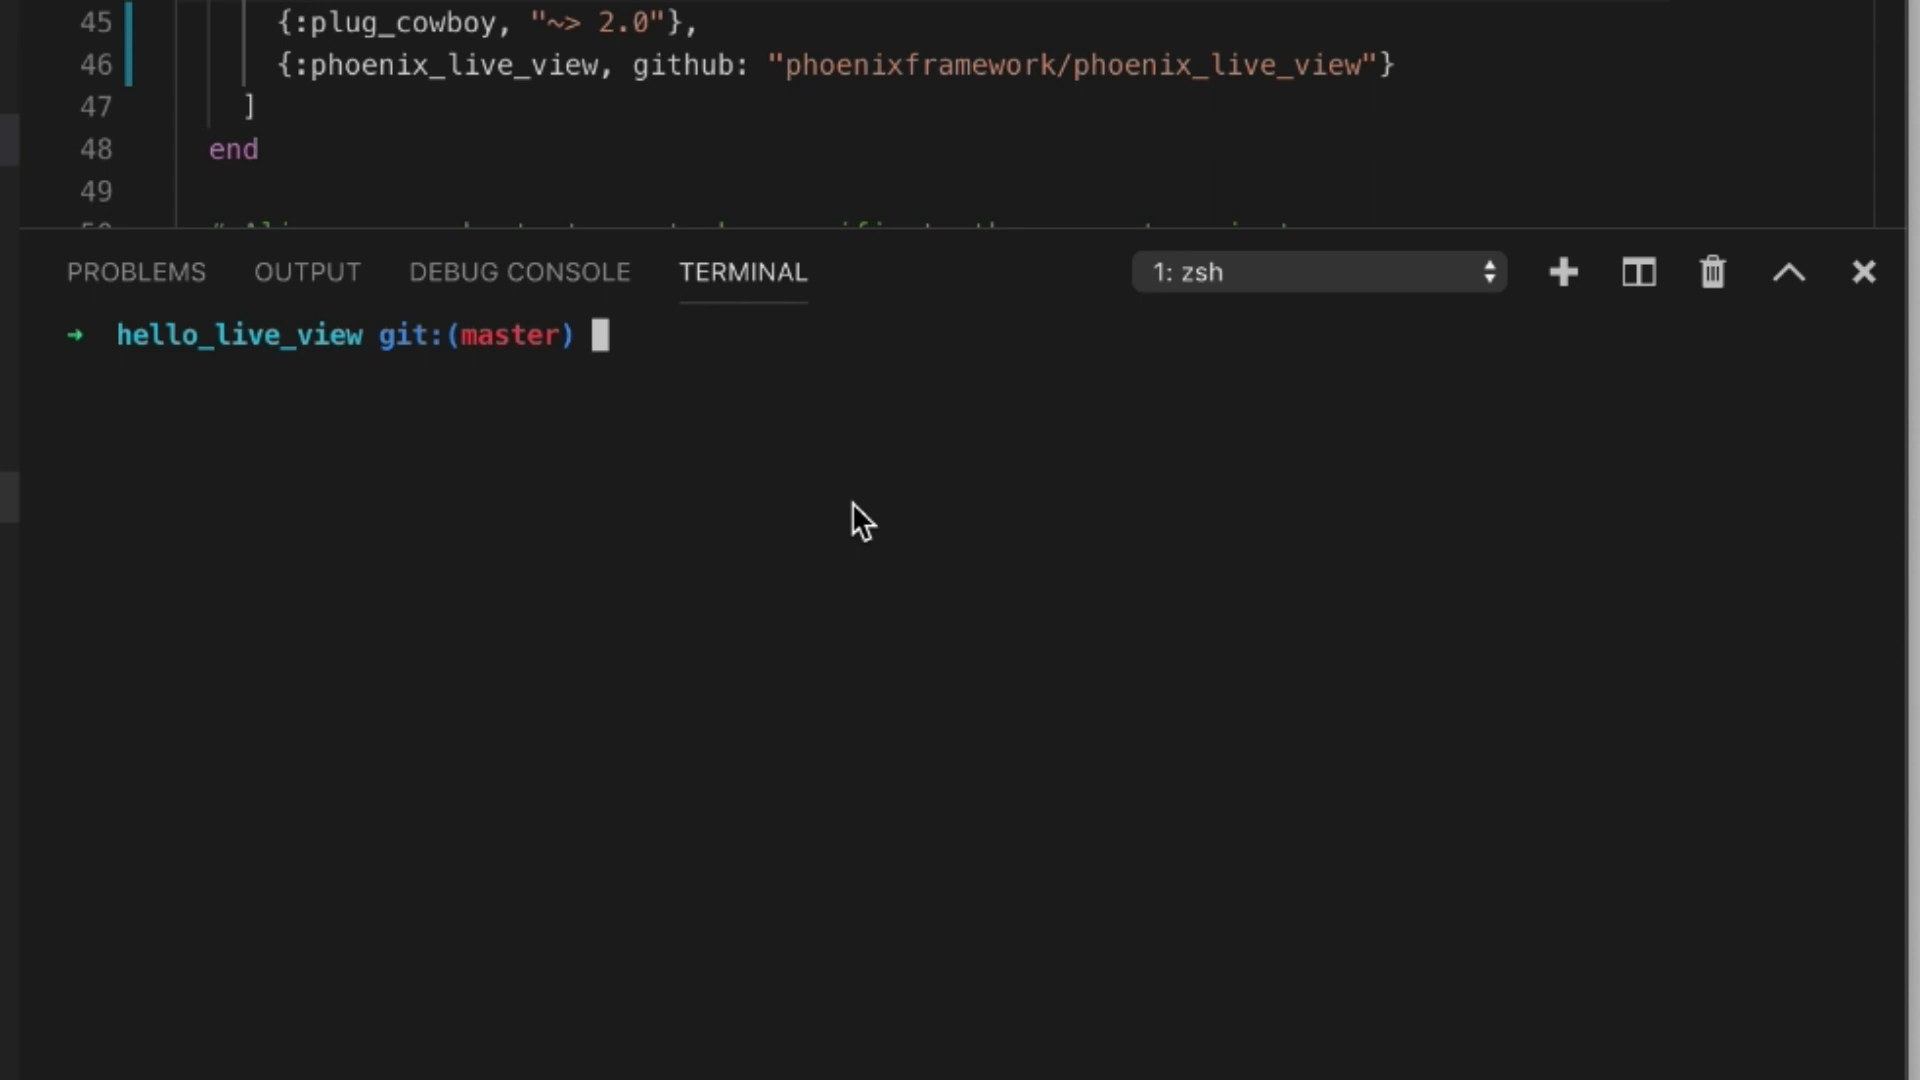 45 {:plug_cowboy, "~> 2.0"},
46 {:phoenix_live_view, github: "phoenixframework/phoenix_live_view"}
47 ]
48 end
49
PROBLEMS OUTPUT DEBUG CONSOLE TERMINAL 1: zsh
→ hello_live_view git:(master)